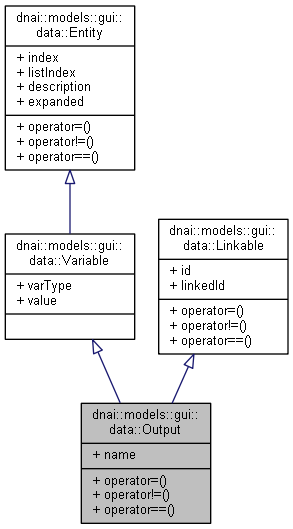 dnai::models::gui::
data::Entity
+ index
+ listIndex
+ description
+ expanded
+ operator=()
+ operator!=()
+ operator==()
dnai::models::gui::
data::Variable
+ varType
+ value
dnai::models::gui::
data::Linkable
+ id
+ linkedId
+ operator=()
+ operator!=()
+ operator==()
dnai::models::gui::
data::Output
+ name
+ operator=()
+ operator!=()
+ operator==()